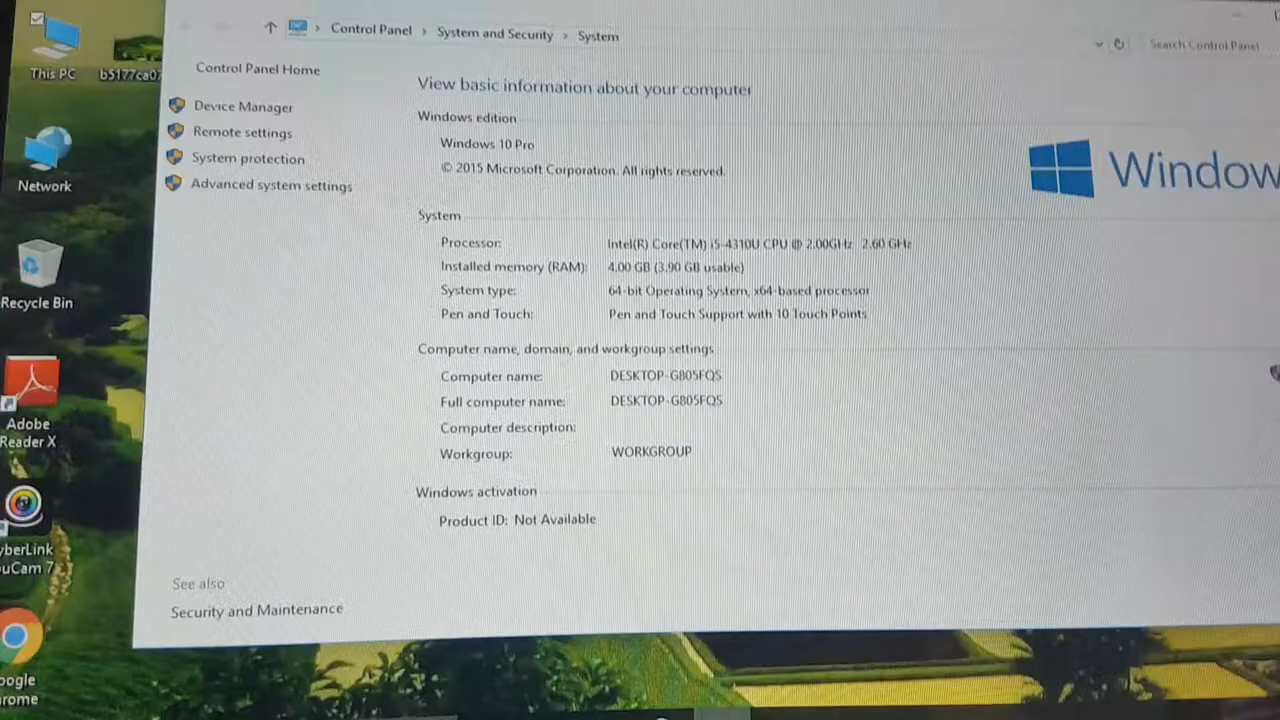 This PC
b5177ca07
Network
Recycle Bin
Adobe
Reader X
yberLink
uCam 7
oogle
rome
Control Panel › System and Security › System
Search Control Panel
Control Panel Home
Device Manager
Remote settings
System protection
Advanced system settings
See also
Security and Maintenance
View basic information about your computer
Windows edition
Windows 10 Pro
© 2015 Microsoft Corporation. All rights reserved.
Window
System
Processor: Intel(R) Core(TM) i5-4310U CPU @ 2.00GHz 2.60 GHz
Installed memory (RAM): 4.00 GB (3.90 GB usable)
System type: 64-bit Operating System, x64-based processor
Pen and Touch: Pen and Touch Support with 10 Touch Points
Computer name, domain, and workgroup settings
Computer name: DESKTOP-G805FQS
Full computer name: DESKTOP-G805FQS
Computer description:
Workgroup: WORKGROUP
Windows activation
Product ID: Not Available